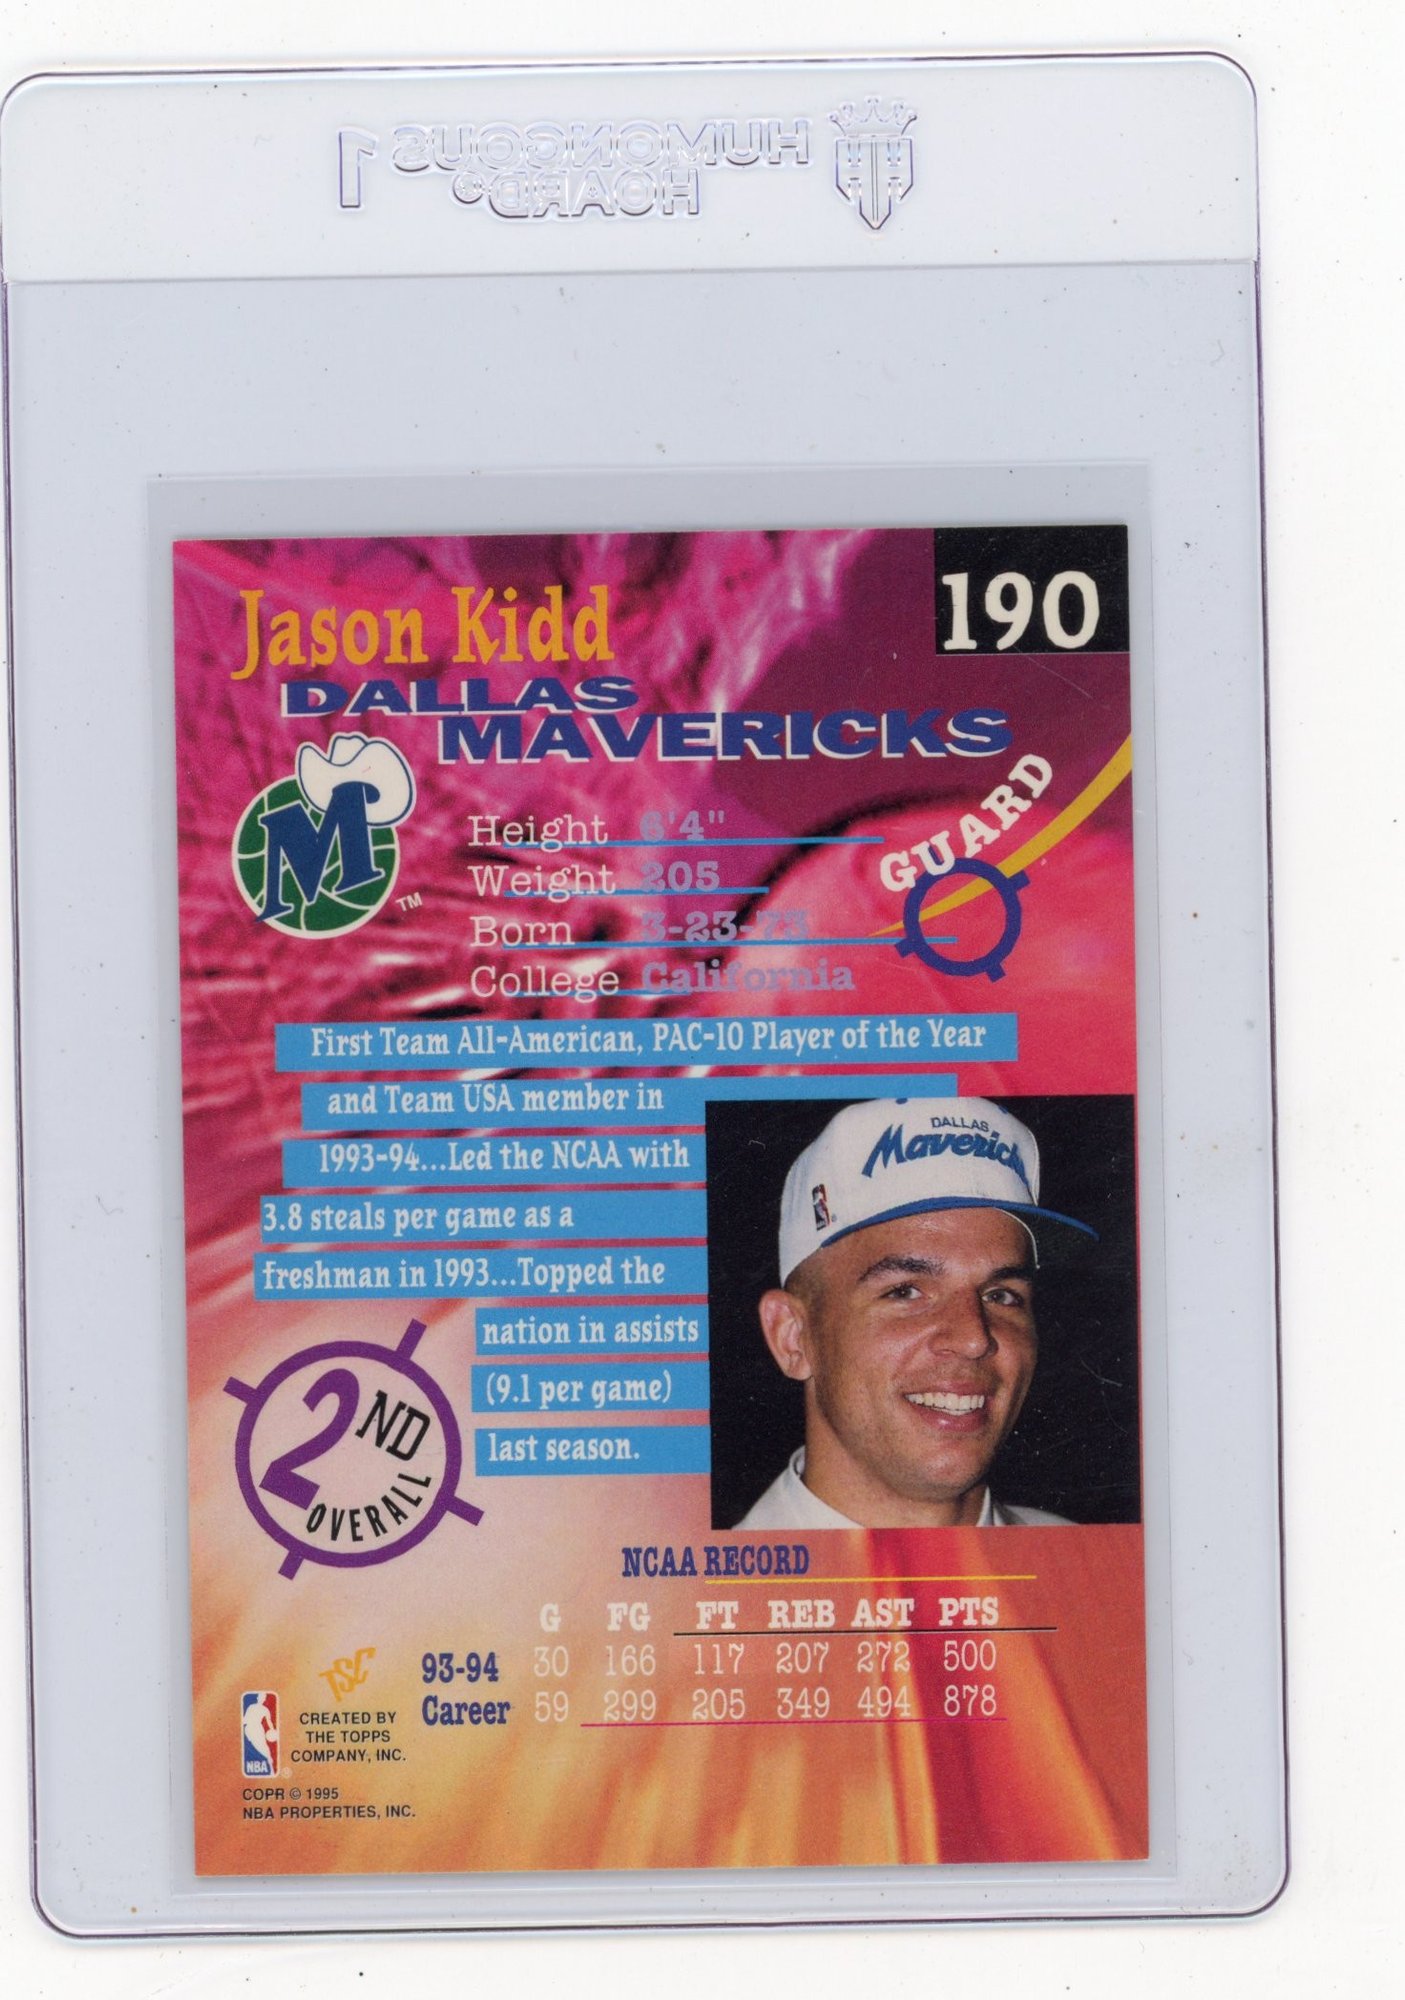 HUMONGOUS 1
HOARD®
190
Jason Kidd
DALLAS
MAVERICKS
M
TM
GUARD
Height 6'4"
Weight 205
Born 3-23-73
College California
First Team All-American, PAC-10 Player of the Year
and Team USA member in
1993-94...Led the NCAA with
3.8 steals per game as a
freshman in 1993...Topped the
nation in assists
(9.1 per game)
last season.
DALLAS
Mavericks
2ND
OVERALL
NCAA RECORD
G FG FT REB AST PTS
93-94 30 166 117 207 272 500
Career 59 299 205 349 494 878
TSC
CREATED BY
THE TOPPS
COMPANY, INC.
NBA ®
COPR © 1995
NBA PROPERTIES, INC.